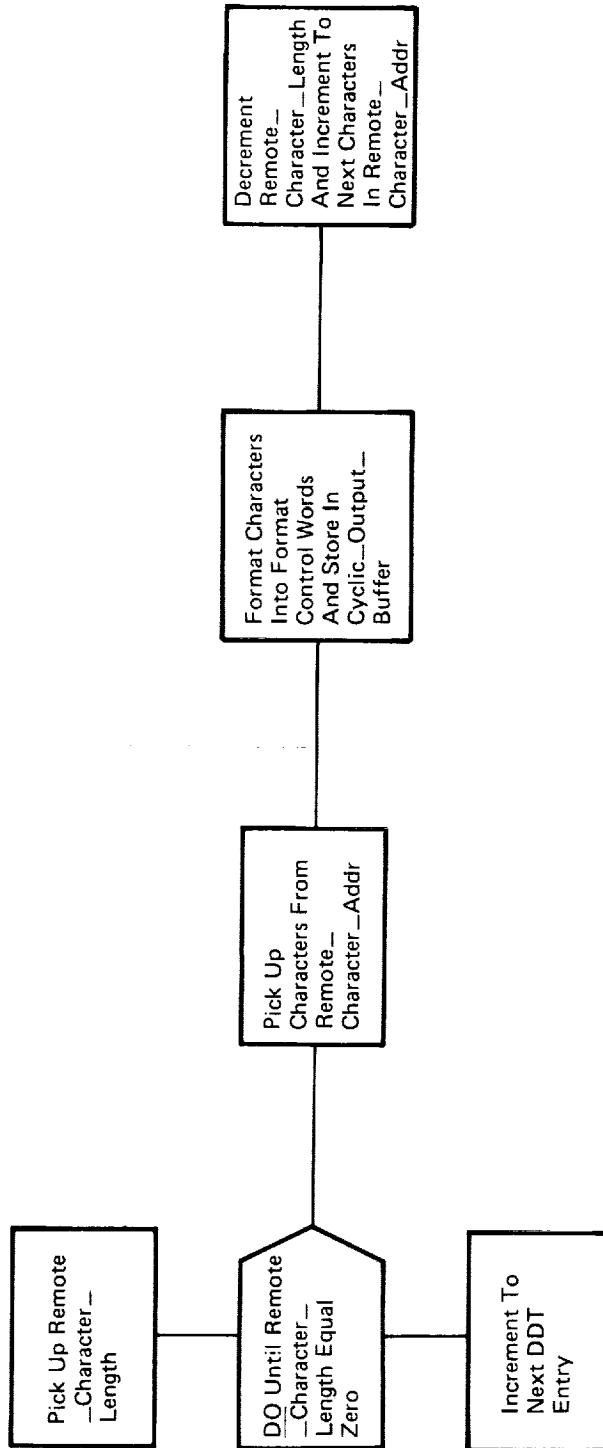 Pick Up Remote
_Character_
Length
DO Until Remote
_Character_
Length Equal
Zero
Pick Up
Characters From
Remote_
Character_Addr
Format Characters
Into Format
Control Words
And Store In
Cyclic_Output_
Buffer
Decrement
Remote_
Character_Length
And Increment To
Next Characters
In Remote_
Character_Addr
Increment To
Next DDT
Entry